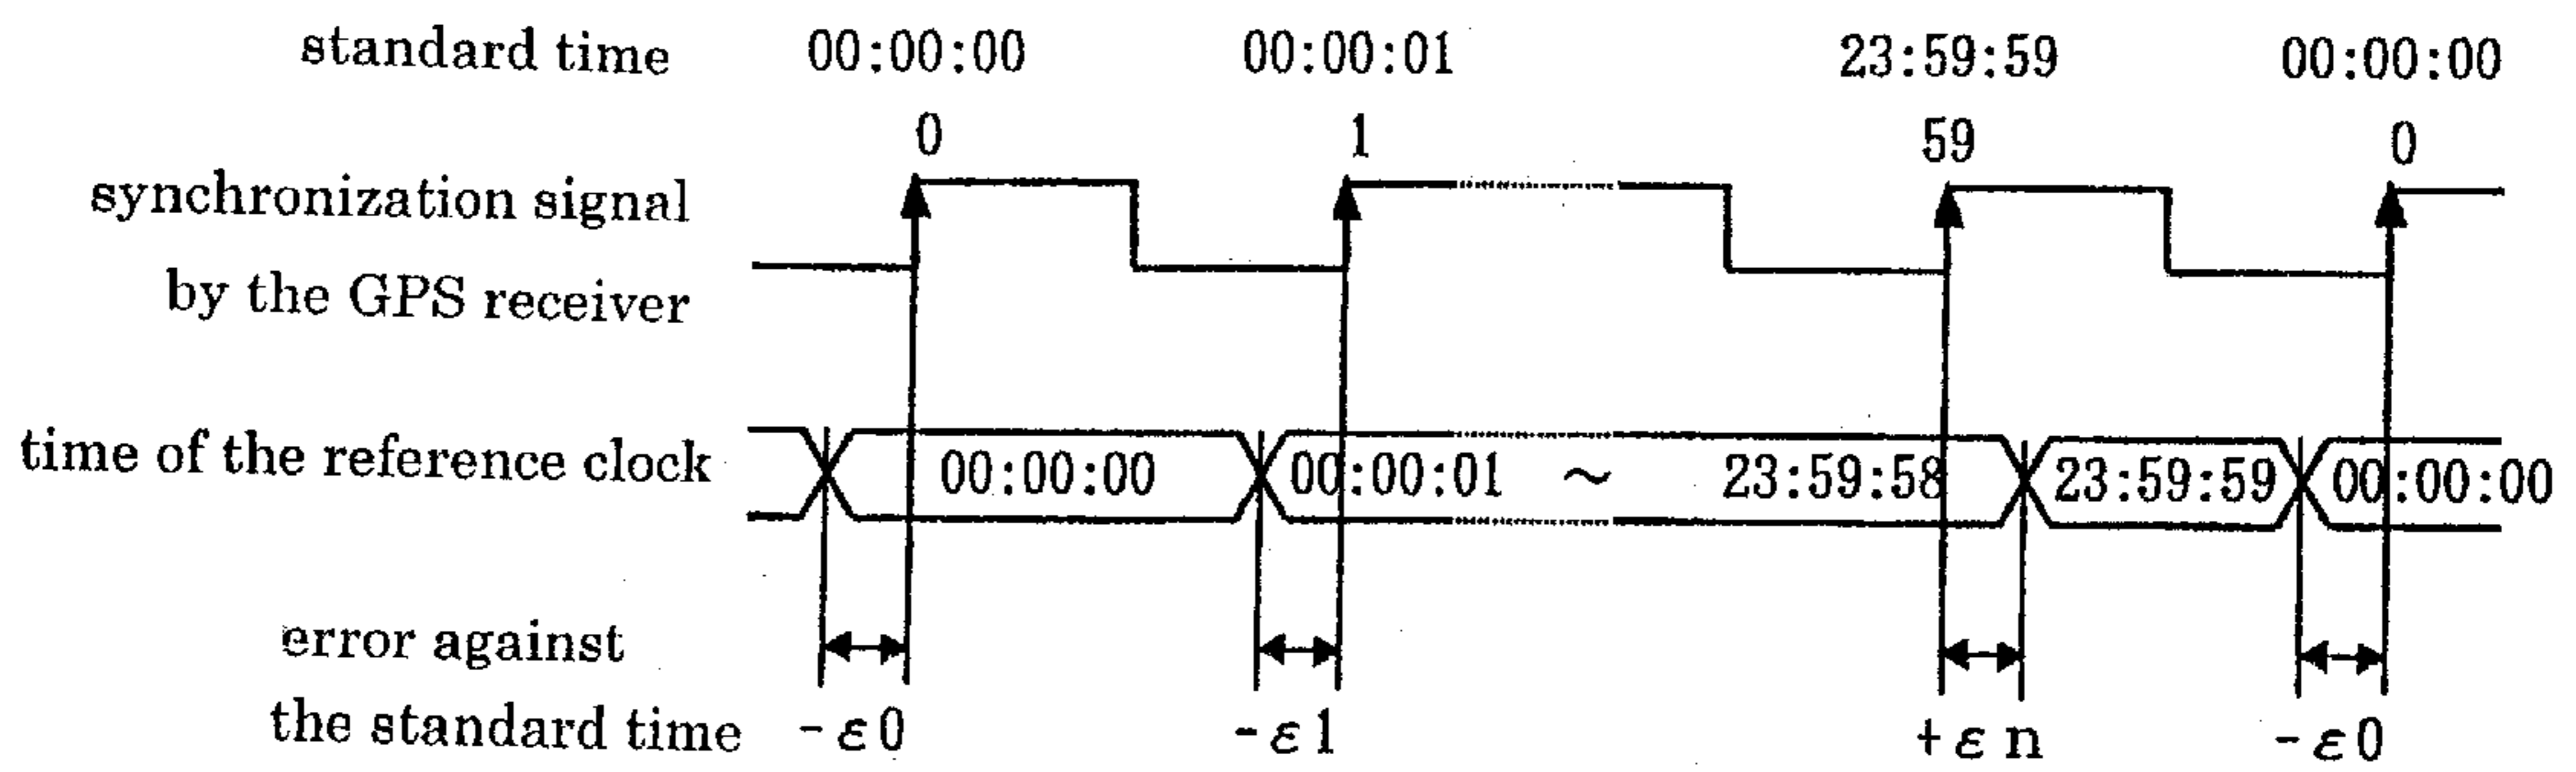 standard time 00:00:00 00:00:01 23:59:59 00:00:00
0 1 59 0
synchronization signal
by the GPS receiver
time of the reference clock 00:00:00 00:00:01 ~ 23:59:58 23:59:59 00:00:00
error against
the standard time -ε0 -ε1 +εn -ε0